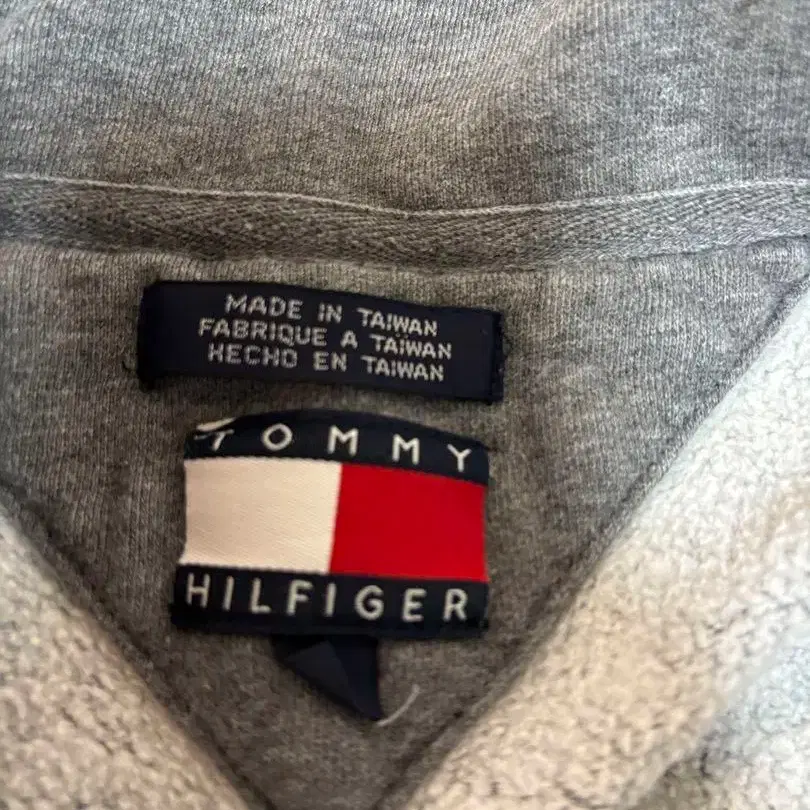 MADE IN TAIWAN
FABRIQUE A TAIWAN
HECHO EN TAIWAN
TOMMY
HILFIGER